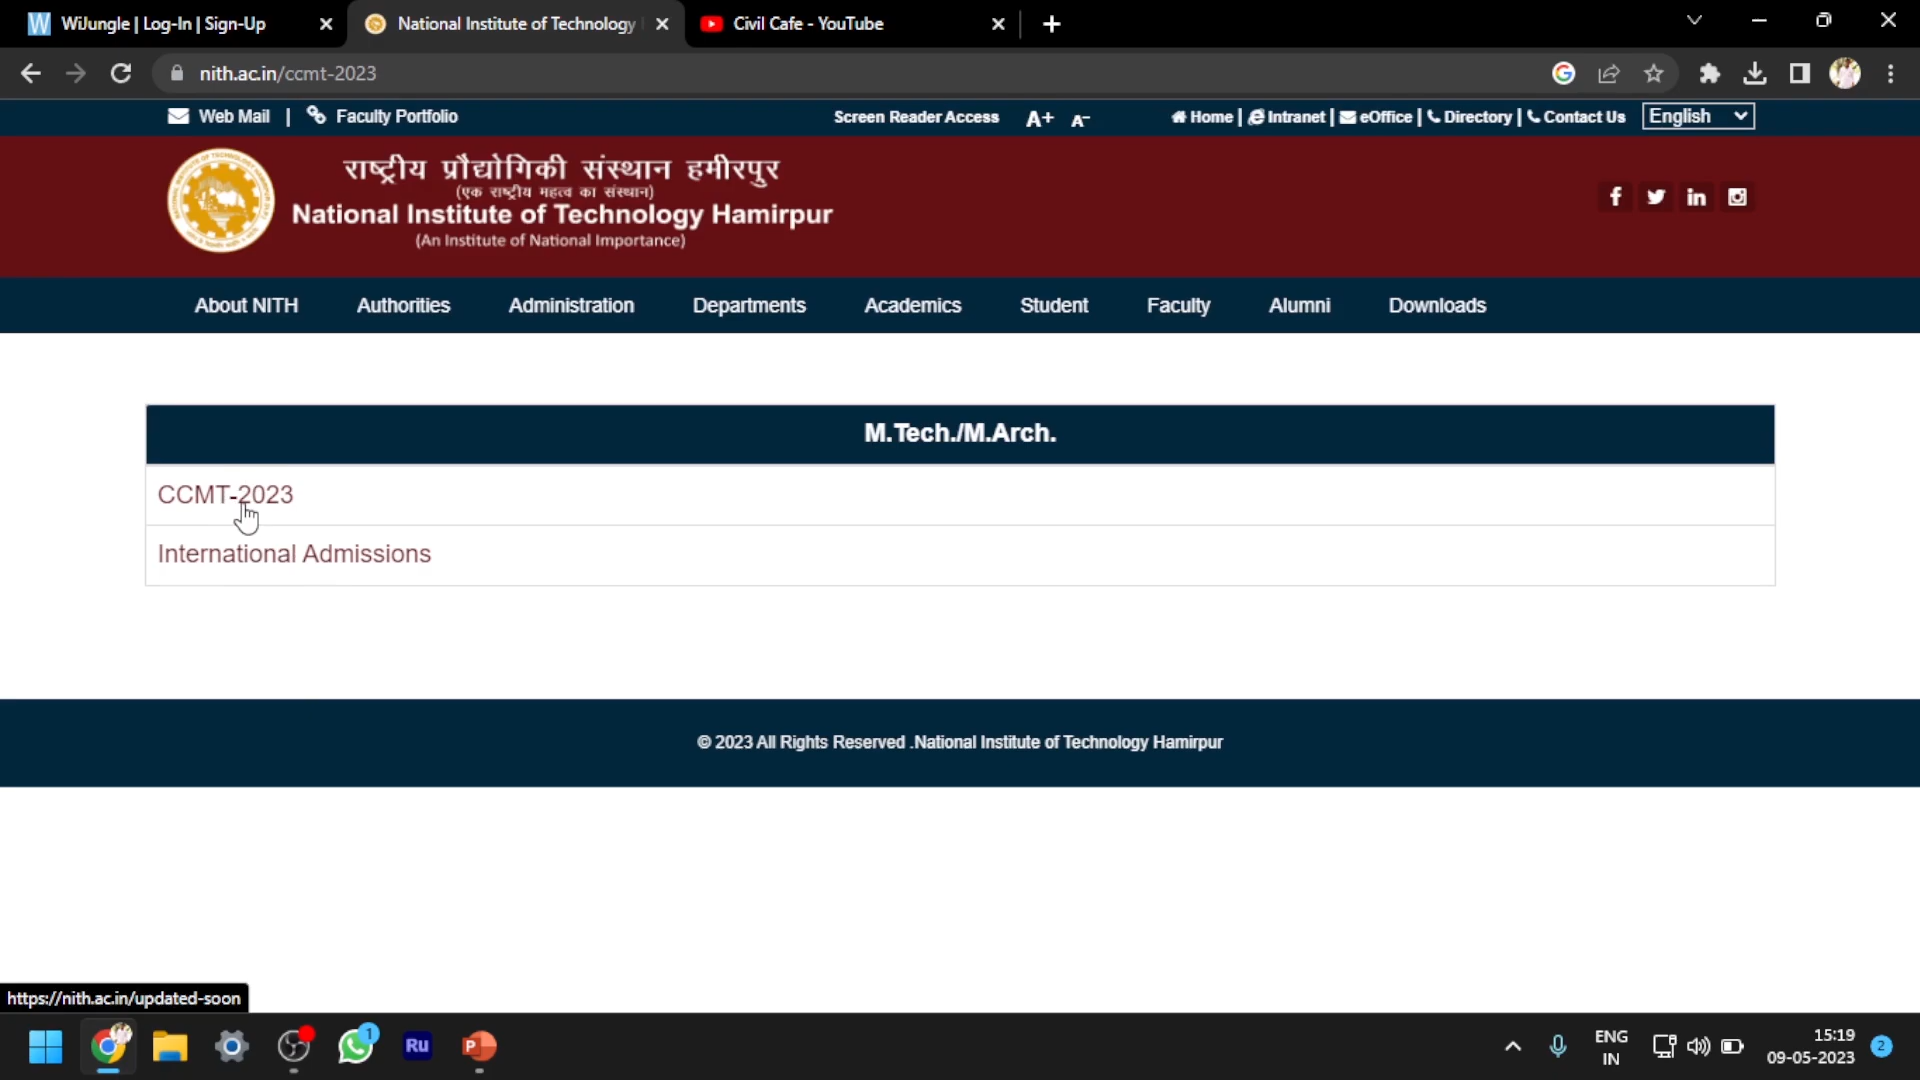 WiJungle | Log-In | Sign-Up
National Institute of Technology
Civil Cafe - YouTube
nith.ac.in/ccmt-2023
Web Mail | Faculty Portfolio
Screen Reader Access A+ A-
Home | Intranet | eOffice | Directory | Contact Us English
राष्ट्रीय प्रौद्योगिकी संस्थान हमीरपुर
(एक राष्ट्रीय महत्व का संस्थान)
National Institute of Technology Hamirpur
(An Institute of National Importance)
About NITH Authorities Administration Departments Academics Student Faculty Alumni Downloads
M.Tech./M.Arch.
CCMT-2023
International Admissions
© 2023 All Rights Reserved .National Institute of Technology Hamirpur
https://nith.ac.in/updated-soon
1
Ru
P
ENG
IN
15:19
09-05-2023
2